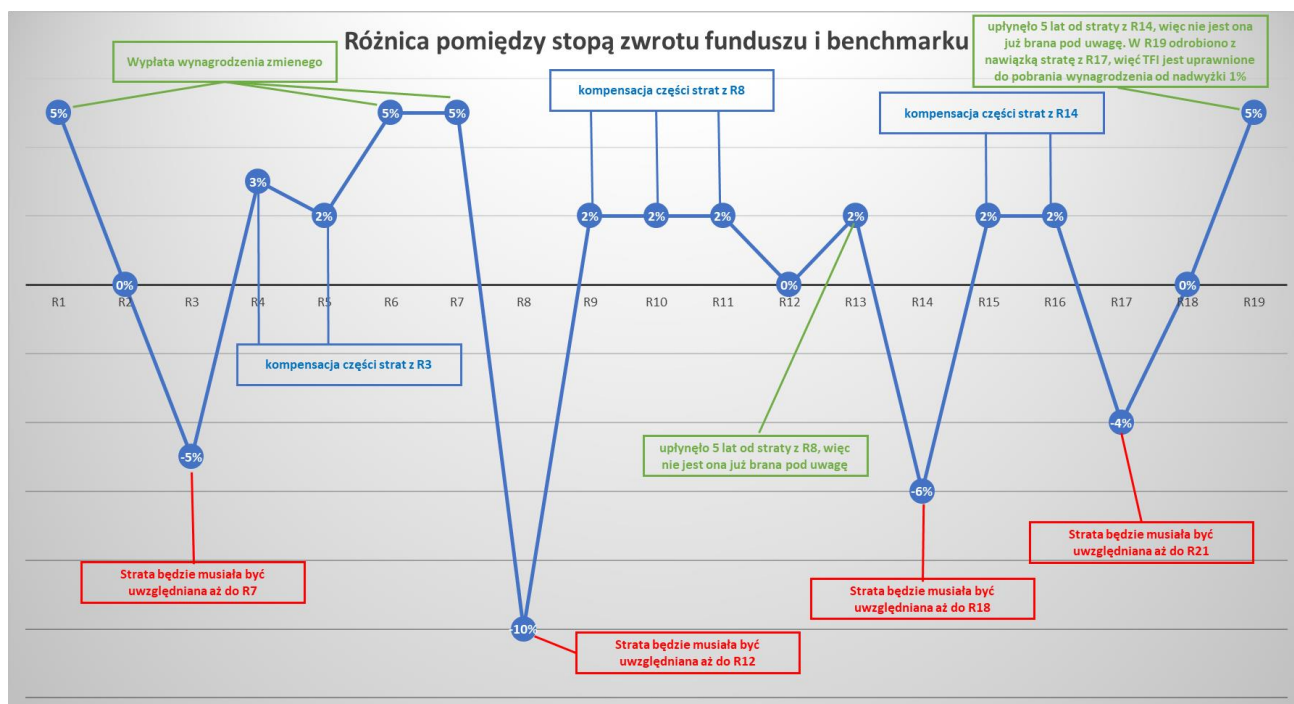 Różnica pomiędzy stopą zwrotu funduszu i benchmarku
upłynęło 5 lat od straty z R14, więc nie jest ona
już brana pod uwagę. W R19 odrobiono z
nawiązką stratę z R17, więć TFI jest uprawnione
do pobrania wynagrodzenia od nadwyżki 1%
Wypłata wynagrodzenia zmienego
kompensacja części strat z R8
kompensacja części strat z R14
5%
0%
-5%
3%
2%
5%
5%
-10%
2%
2%
2%
0%
2%
-6%
2%
2%
-4%
0%
5%
R1
R2
R3
R4
R5
R6
R7
R8
R9
R10
R11
R12
R13
R14
R15
R16
R17
R18
R19
kompensacja części strat z R3
upłynęło 5 lat od straty z R8, więc
nie jest ona już brana pod uwagę
Strata będzie musiała być
uwzględniana aż do R7
Strata będzie musiała być
uwzględniana aż do R12
Strata będzie musiała być
uwzględniana aż do R18
Strata będzie musiała być
uwzględniana aż do R21